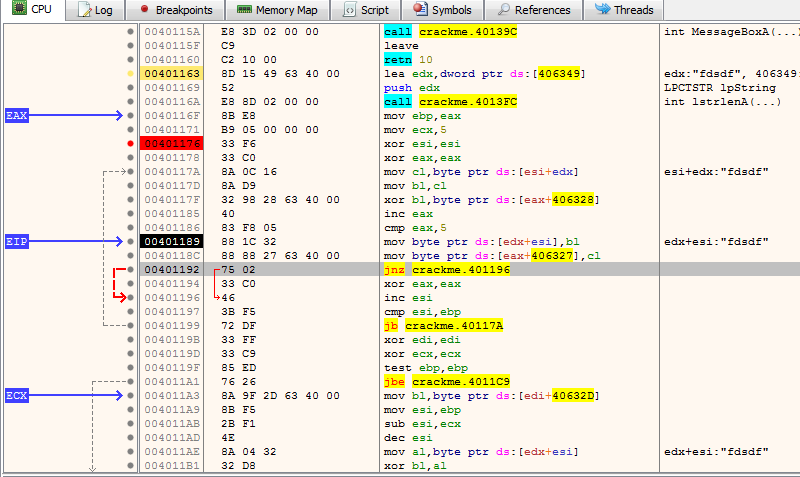 CPU Log Breakpoints Memory Map Script Symbols References Threads
0040115A E8 3D 02 00 00 call crackme.40139C int MessageBoxA(...)
0040115F C9 leave
00401160 C2 10 00 retn 10
00401163 8D 15 49 63 40 00 lea edx,dword ptr ds:[406349] edx:"fdsdf", 406349:
00401169 52 push edx LPCTSTR lpString
0040116A E8 8D 02 00 00 call crackme.4013FC int lstrlenA(...)
EAX 0040116F 8B E8 mov ebp,eax
00401171 B9 05 00 00 00 mov ecx,5
00401176 33 F6 xor esi,esi
00401178 33 C0 xor eax,eax
0040117A 8A 0C 16 mov cl,byte ptr ds:[esi+edx] esi+edx:"fdsdf"
0040117D 8A D9 mov bl,cl
0040117F 32 98 28 63 40 00 xor bl,byte ptr ds:[eax+406328]
00401185 40 inc eax
00401186 83 F8 05 cmp eax,5
EIP 00401189 88 1C 32 mov byte ptr ds:[edx+esi],bl edx+esi:"fdsdf"
0040118C 88 88 27 63 40 00 mov byte ptr ds:[eax+406327],cl
00401192 75 02 jnz crackme.401196
00401194 33 C0 xor eax,eax
00401196 46 inc esi
00401197 3B F5 cmp esi,ebp
00401199 72 DF jb crackme.40117A
0040119B 33 FF xor edi,edi
0040119D 33 C9 xor ecx,ecx
0040119F 85 ED test ebp,ebp
004011A1 76 26 jbe crackme.4011C9
ECX 004011A3 8A 9F 2D 63 40 00 mov bl,byte ptr ds:[edi+40632D]
004011A9 8B F5 mov esi,ebp
004011AB 2B F1 sub esi,ecx
004011AD 4E dec esi
004011AE 8A 04 32 mov al,byte ptr ds:[edx+esi] edx+esi:"fdsdf"
004011B1 32 D8 xor bl,al